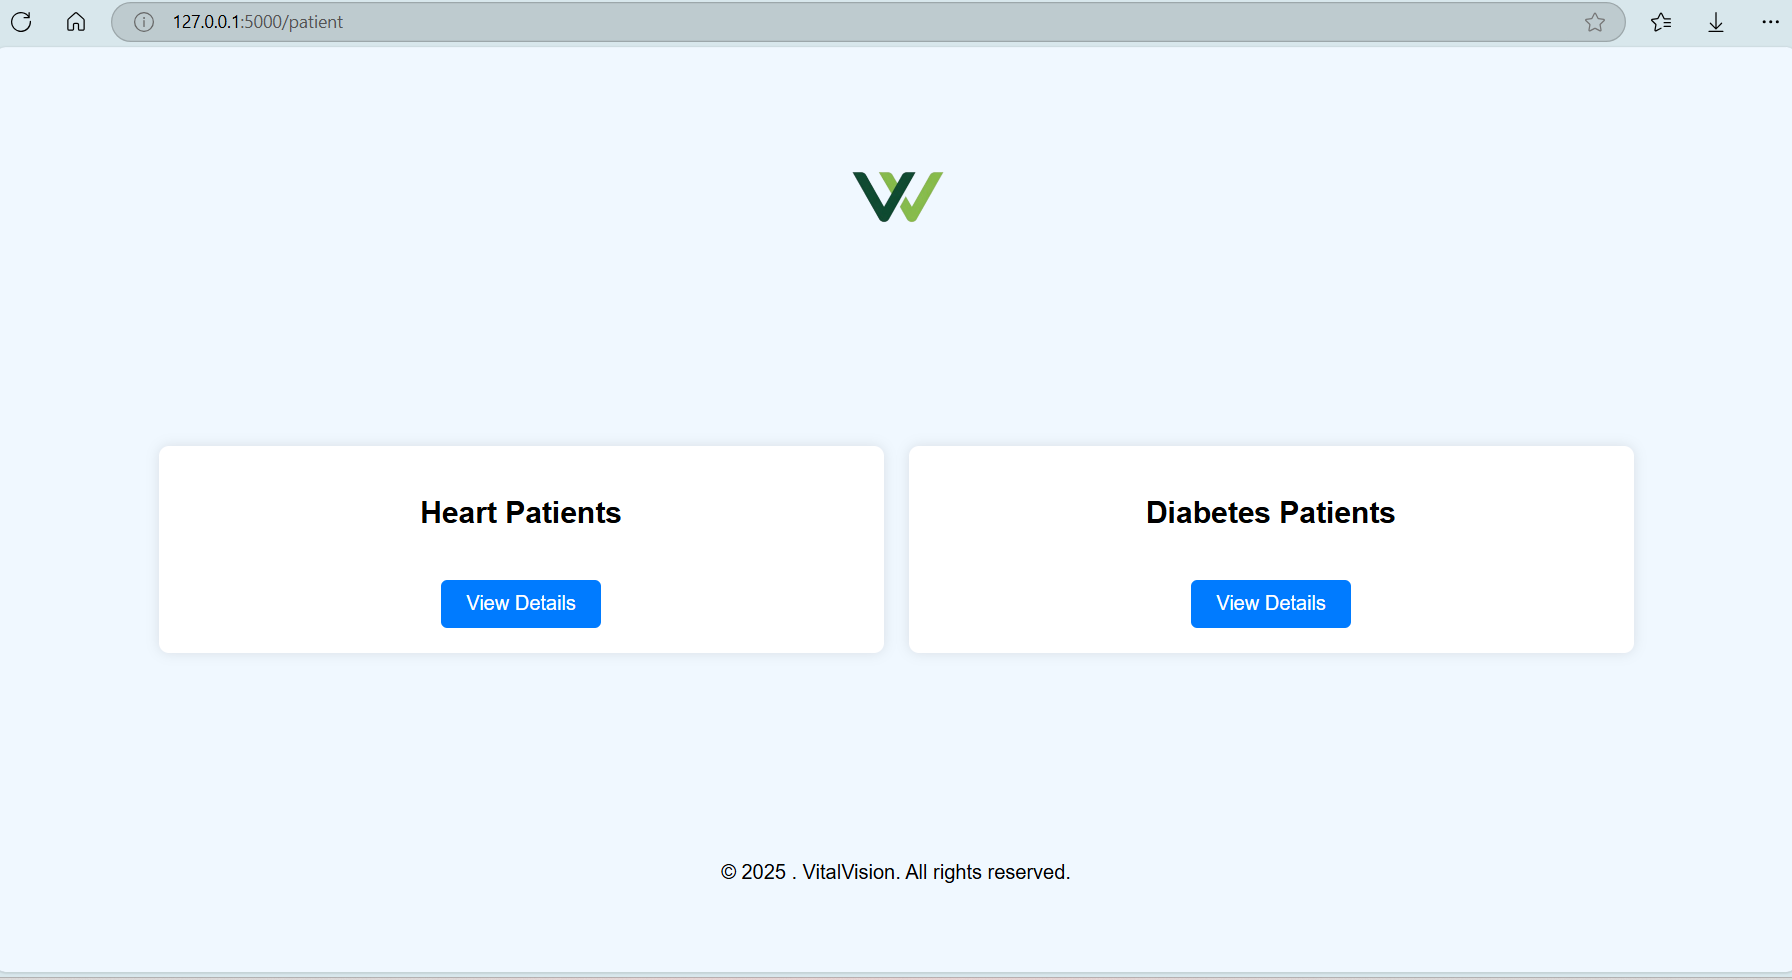 127.0.0.1:5000/patient
Heart Patients
View Details
Diabetes Patients
View Details
© 2025 . VitalVision. All rights reserved.